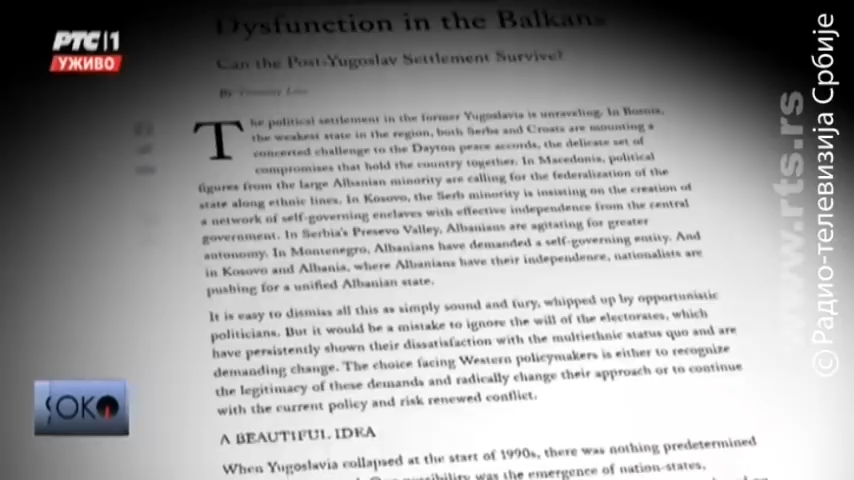 Dysfunction in the Balkans
Can the Post-Yugoslav Settlement Survive?
By Timothy Less
The political settlement in the former Yugoslavia is unraveling. In Bosnia,
the weakest state in the region, both Serbs and Croats are mounting a
concerted challenge to the Dayton peace accords, the delicate set of
compromises that hold the country together. In Macedonia, political
figures from the large Albanian minority are calling for the federalization of the
state along ethnic lines. In Kosovo, the Serb minority is insisting on the creation of
a network of self-governing enclaves with effective independence from the central
government. In Serbia's Presevo Valley, Albanians are agitating for greater
autonomy. In Montenegro, Albanians have demanded a self-governing entity. And
in Kosovo and Albania, where Albanians have their independence, nationalists are
pushing for a unified Albanian state.
It is easy to dismiss all this as simply sound and fury, whipped up by opportunistic
politicians. But it would be a mistake to ignore the will of the electorates, which
have persistently shown their dissatisfaction with the multiethnic status quo and are
demanding change. The choice facing Western policymakers is either to recognize
the legitimacy of these demands and radically change their approach or to continue
with the current policy and risk renewed conflict.
A BEAUTIFUL IDEA
When Yugoslavia collapsed at the start of 1990s, there was nothing predetermined
possibility was the emergence of nation-states,
РТС 1
УЖИВО
ОКО
www.rts.rs
© Радио-телевизија Србије